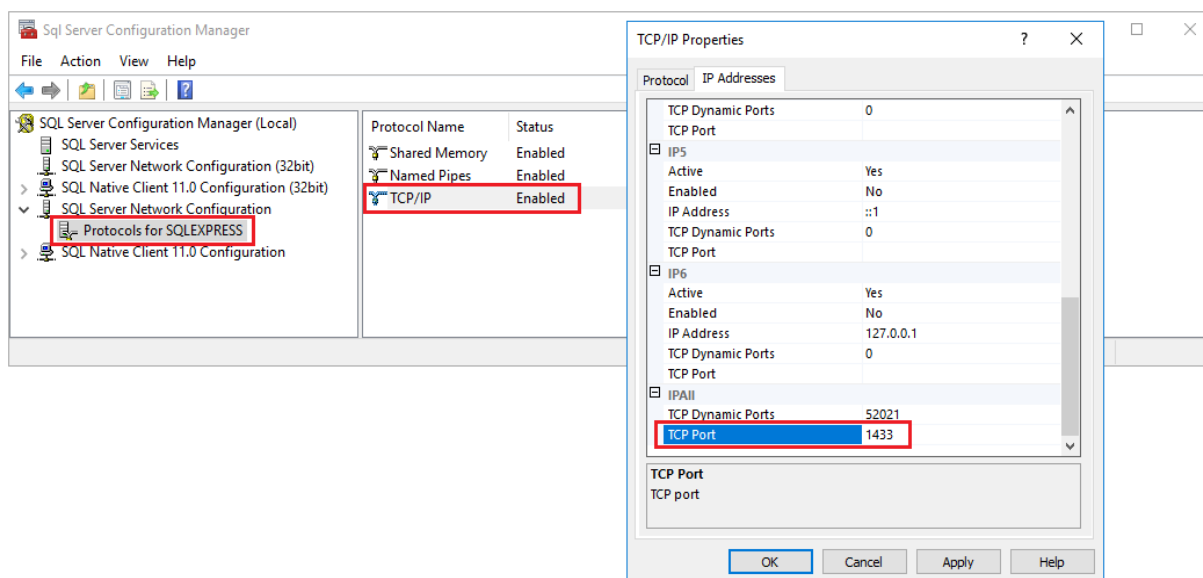 Sql Server Configuration Manager
File Action View Help
SQL Server Configuration Manager (Local)
SQL Server Services
SQL Server Network Configuration (32bit)
SQL Native Client 11.0 Configuration (32bit)
SQL Server Network Configuration
Protocols for SQLEXPRESS
SQL Native Client 11.0 Configuration
Protocol Name Status
Shared Memory Enabled
Named Pipes Enabled
TCP/IP Enabled
TCP/IP Properties
Protocol IP Addresses
TCP Dynamic Ports 0
TCP Port
IP5
Active Yes
Enabled No
IP Address ::1
TCP Dynamic Ports 0
TCP Port
IP6
Active Yes
Enabled No
IP Address 127.0.0.1
TCP Dynamic Ports 0
TCP Port
IPAll
TCP Dynamic Ports 52021
TCP Port 1433
TCP Port
TCP port
OK Cancel Apply Help